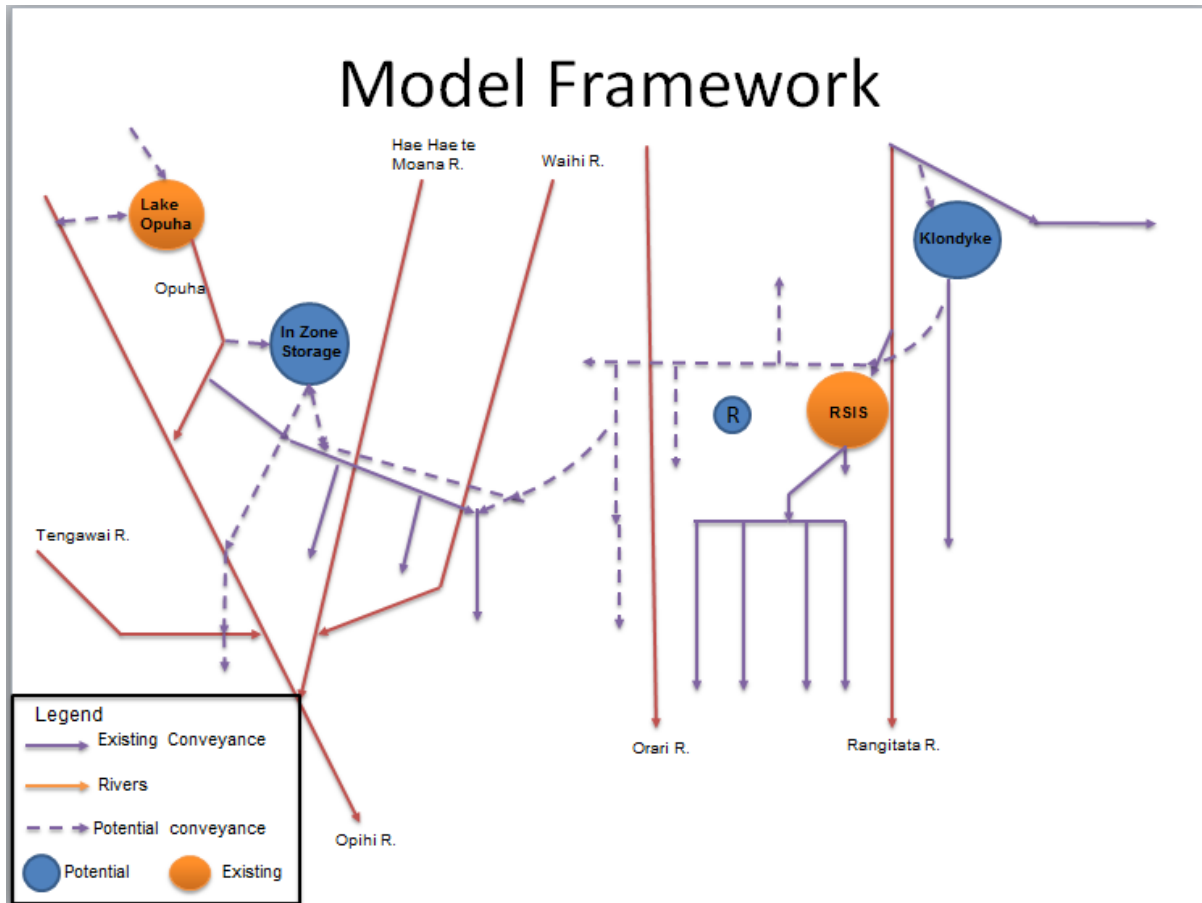 Model Framework
Hae Hae te
Moana R.
Waihi R.
Lake
Opuha
Klondyke
Opuha
In Zone
Storage
R
RSIS
Tengawai R.
Legend
Existing Conveyance
Rivers
Potential conveyance
Potential
Existing
Orari R.
Rangitata R.
Opihi R.